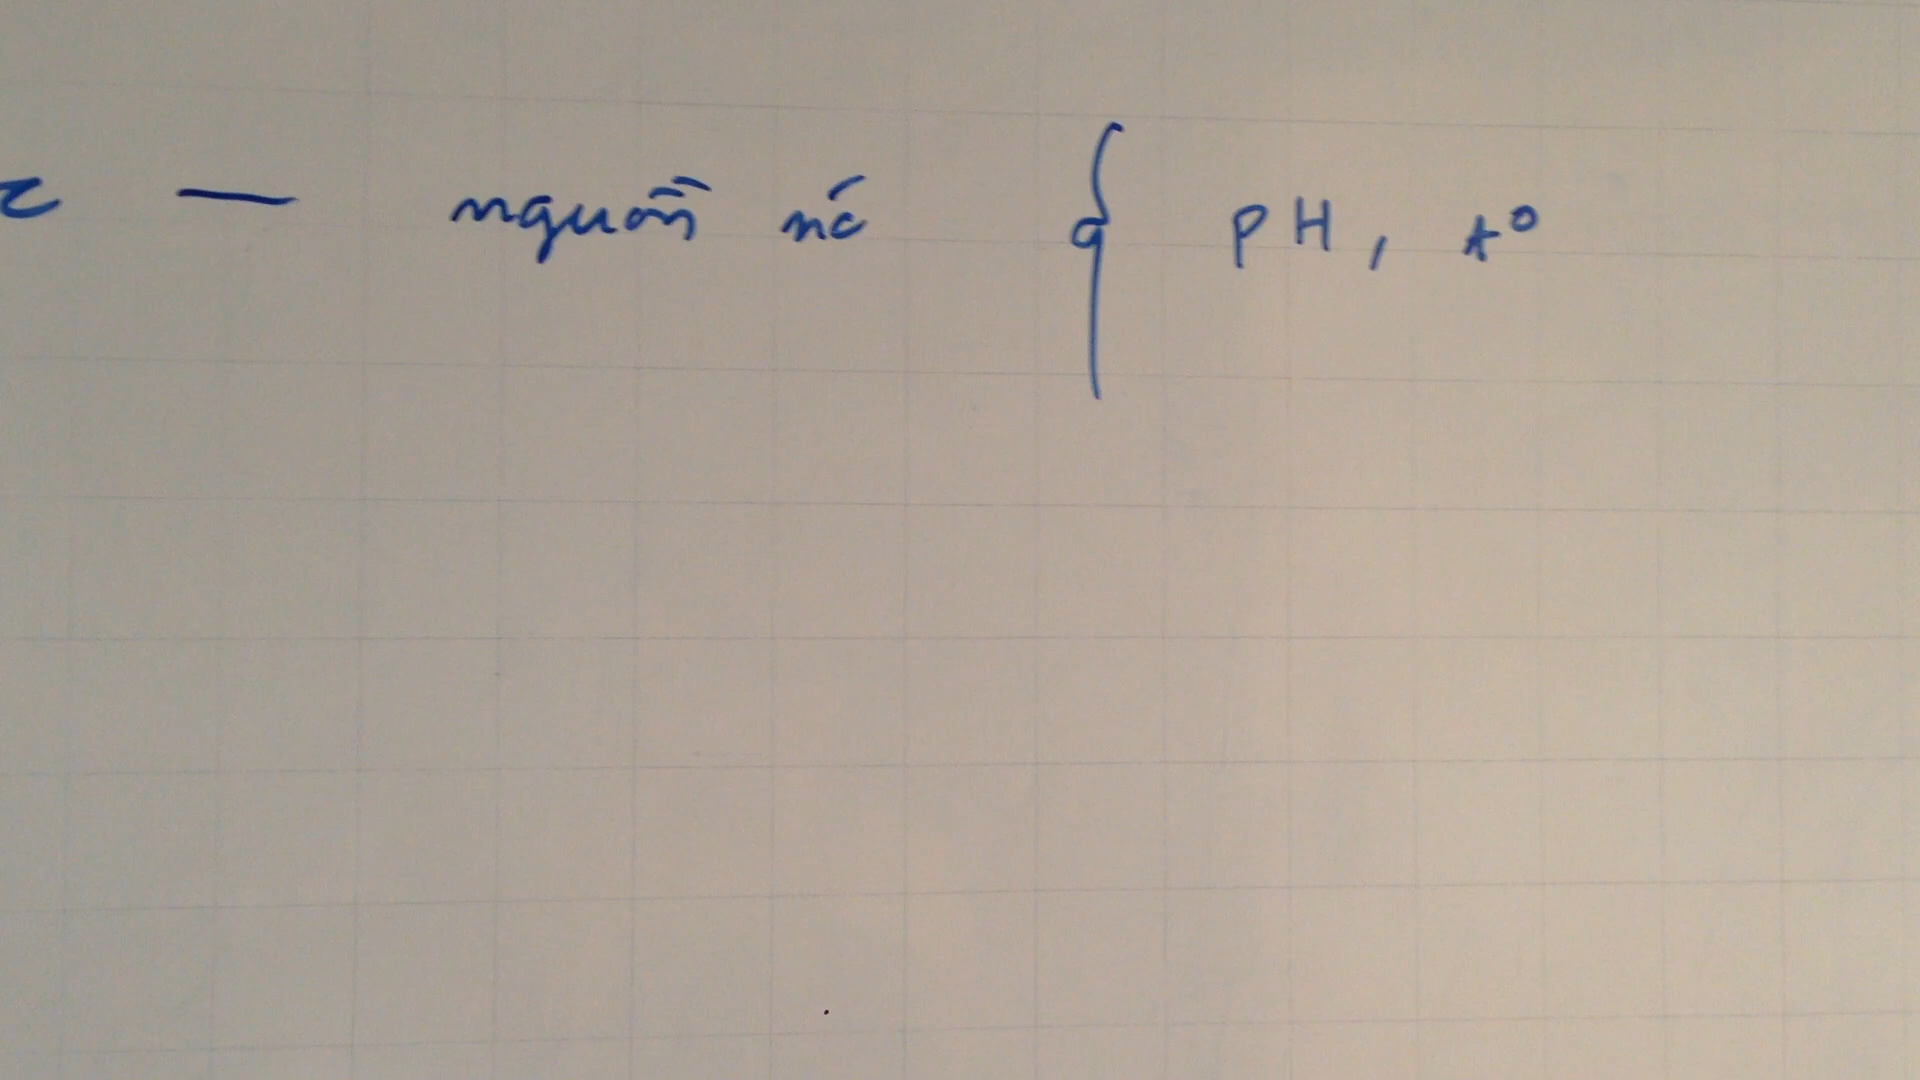 — nguồn nc { pH, t°